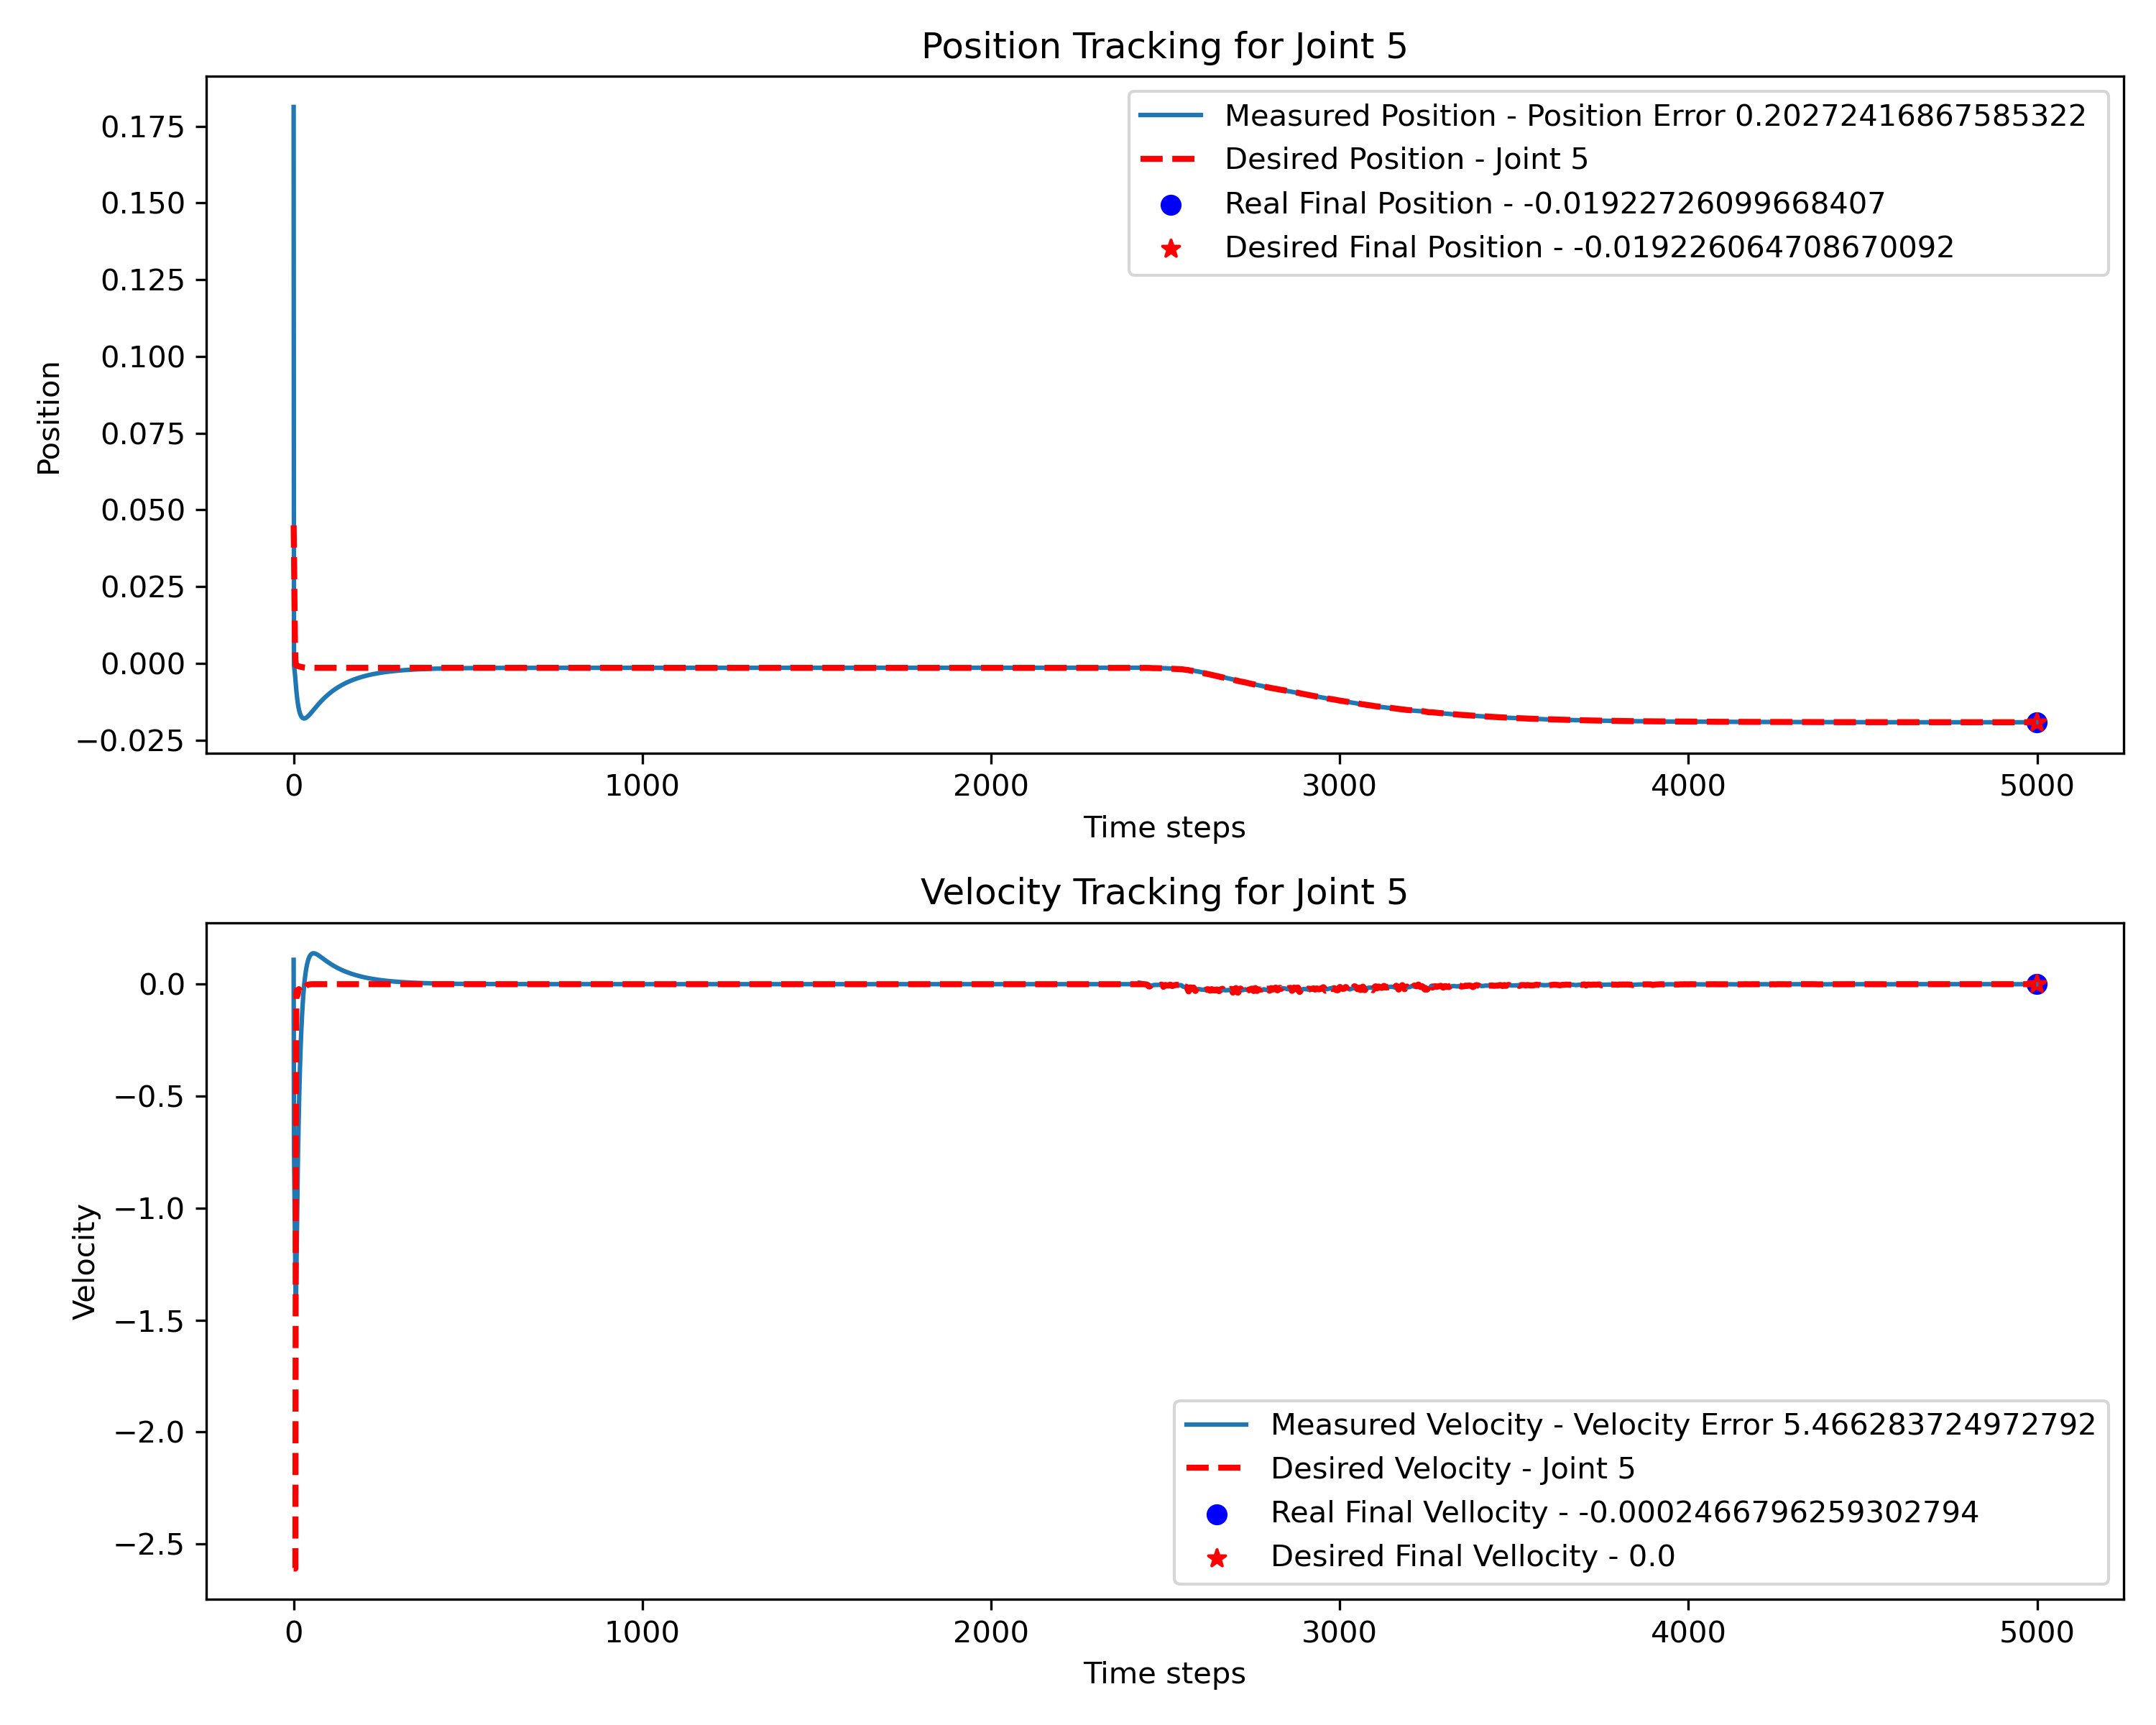 Position Tracking for Joint 5
Measured Position - Position Error 0.20272416867585322
Desired Position - Joint 5
Real Final Position - -0.01922726099668407
Desired Final Position - -0.019226064708670092
0.175
0.150
0.125
0.100
0.075
0.050
0.025
0.000
−0.025
Position
0 1000 2000 3000 4000 5000
Time steps
Velocity Tracking for Joint 5
0.0
−0.5
−1.0
−1.5
−2.0
−2.5
Velocity
Measured Velocity - Velocity Error 5.466283724972792
Desired Velocity - Joint 5
Real Final Vellocity - -0.0002466796259302794
Desired Final Vellocity - 0.0
0 1000 2000 3000 4000 5000
Time steps